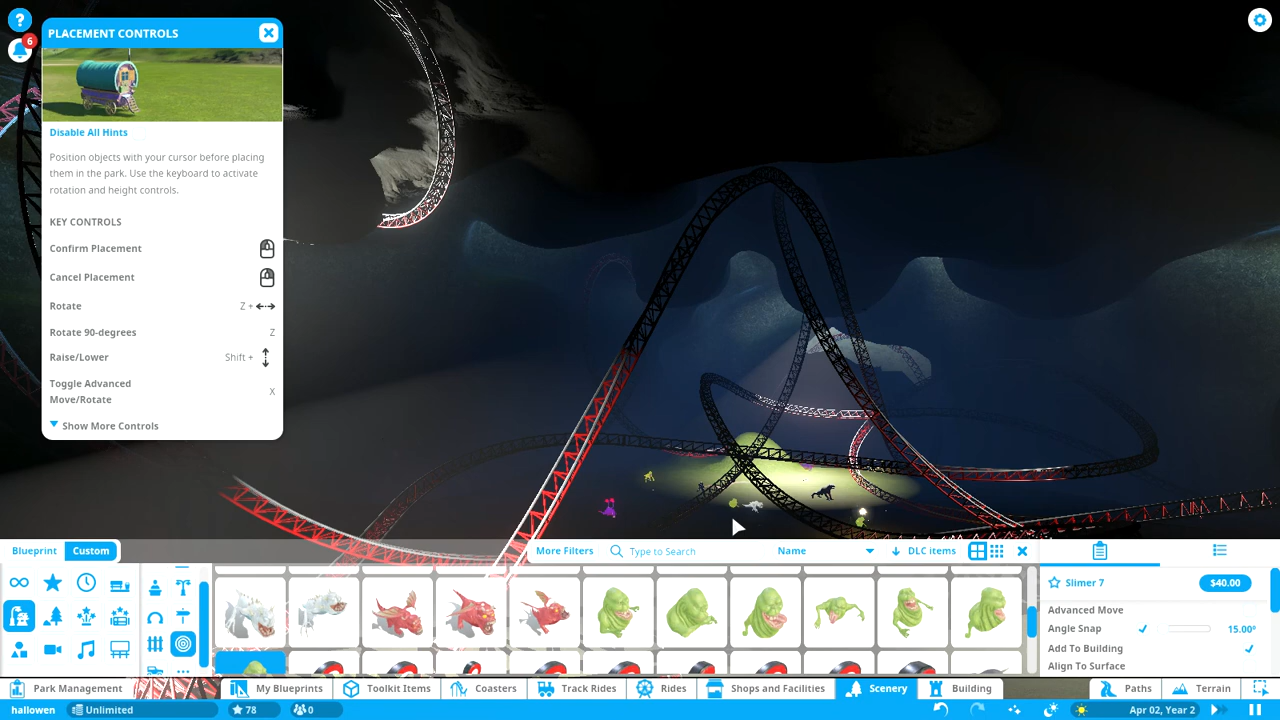 ?
6
PLACEMENT CONTROLS
Disable All Hints
Position objects with your cursor before placing
them in the park. Use the keyboard to activate
rotation and height controls.
KEY CONTROLS
Confirm Placement
Cancel Placement
Rotate Z +
Rotate 90-degrees Z
Raise/Lower Shift +
Toggle Advanced
Move/Rotate X
Show More Controls
Blueprint Custom
More Filters Type to Search Name DLC items
Slimer 7 $40.00
Advanced Move
Angle Snap 15.00°
Add To Building
Align To Surface
Park Management My Blueprints Toolkit Items Coasters Track Rides Rides Shops and Facilities Scenery Building Paths Terrain
hallowen Unlimited 78 0 Apr 02, Year 2